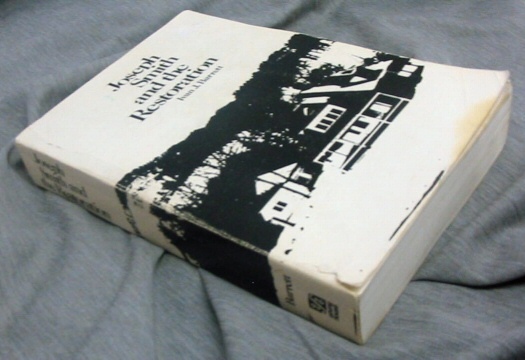 Joseph
Smith
and the
Restoration
Ivan J. Barrett
Joseph
Smith and
the Restoration
Barrett